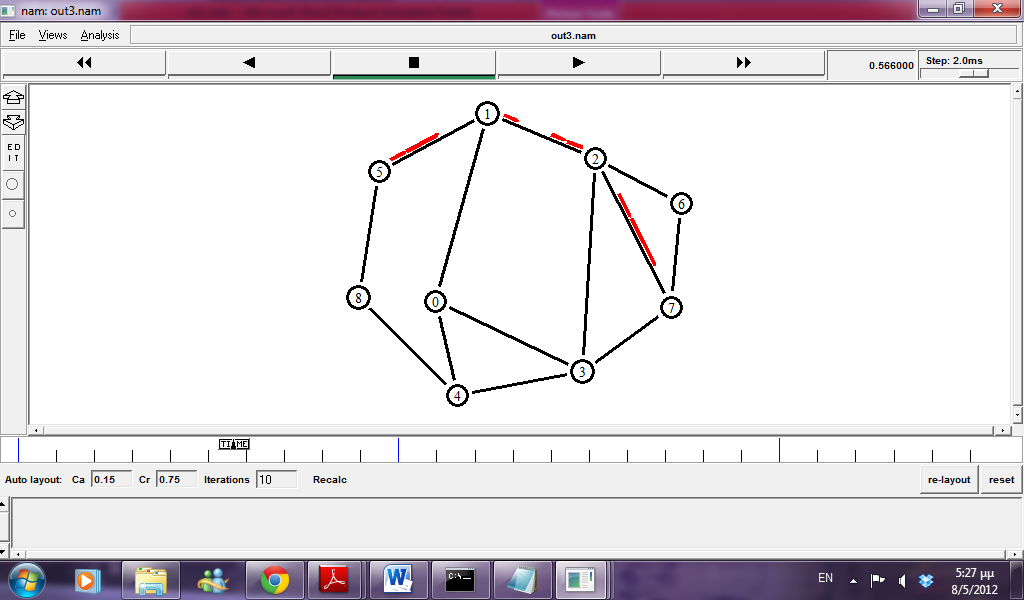 nam: out3.nam
File Views Analysis out3.nam
0.566000 Step: 2.0ms
ED
IT
1
2
5
6
8
0
7
3
4
TIME
Auto layout: Ca 0.15 Cr 0.75 Iterations 10 Recalc re-layout reset
W
C:\
EN
5:27 μμ
8/5/2012